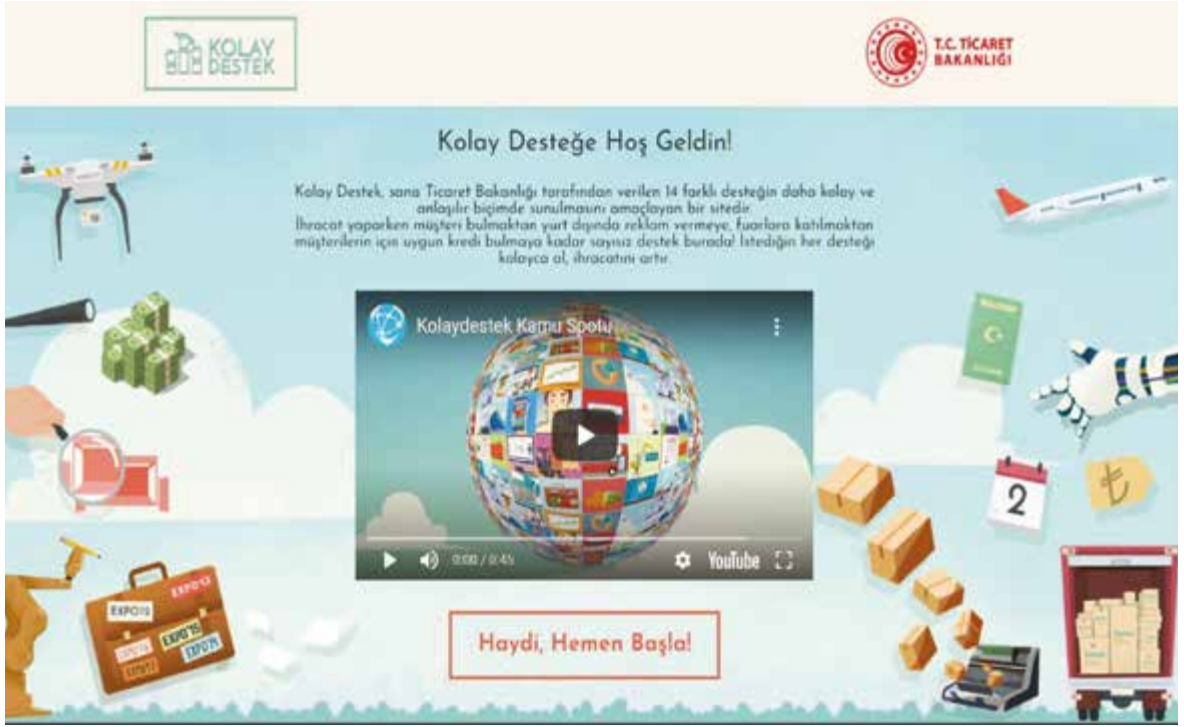 KOLAY
DESTEK
T.C. TİCARET
BAKANLIĞI
Kolay Desteğe Hoş Geldin!
Kolay Destek, sana Ticaret Bakanlığı tarafından verilen 14 farklı desteğin daha kolay ve
anlaşılır biçimde sunulmasını amaçlayan bir sitedir.
İhracat yaparken müşteri bulmaktan yurt dışında reklam vermeye, fuarlara katılmaktan
müşterilerin için uygun kredi bulmaya kadar sayısız destek burada! İstediğin her desteği
kolayca al, ihracatını artır.
Kolaydestek Kamu Spotu
0:00 / 0:45
YouTube
2
₺
EXPO'12
EXPO'15
Haydi, Hemen Başla!